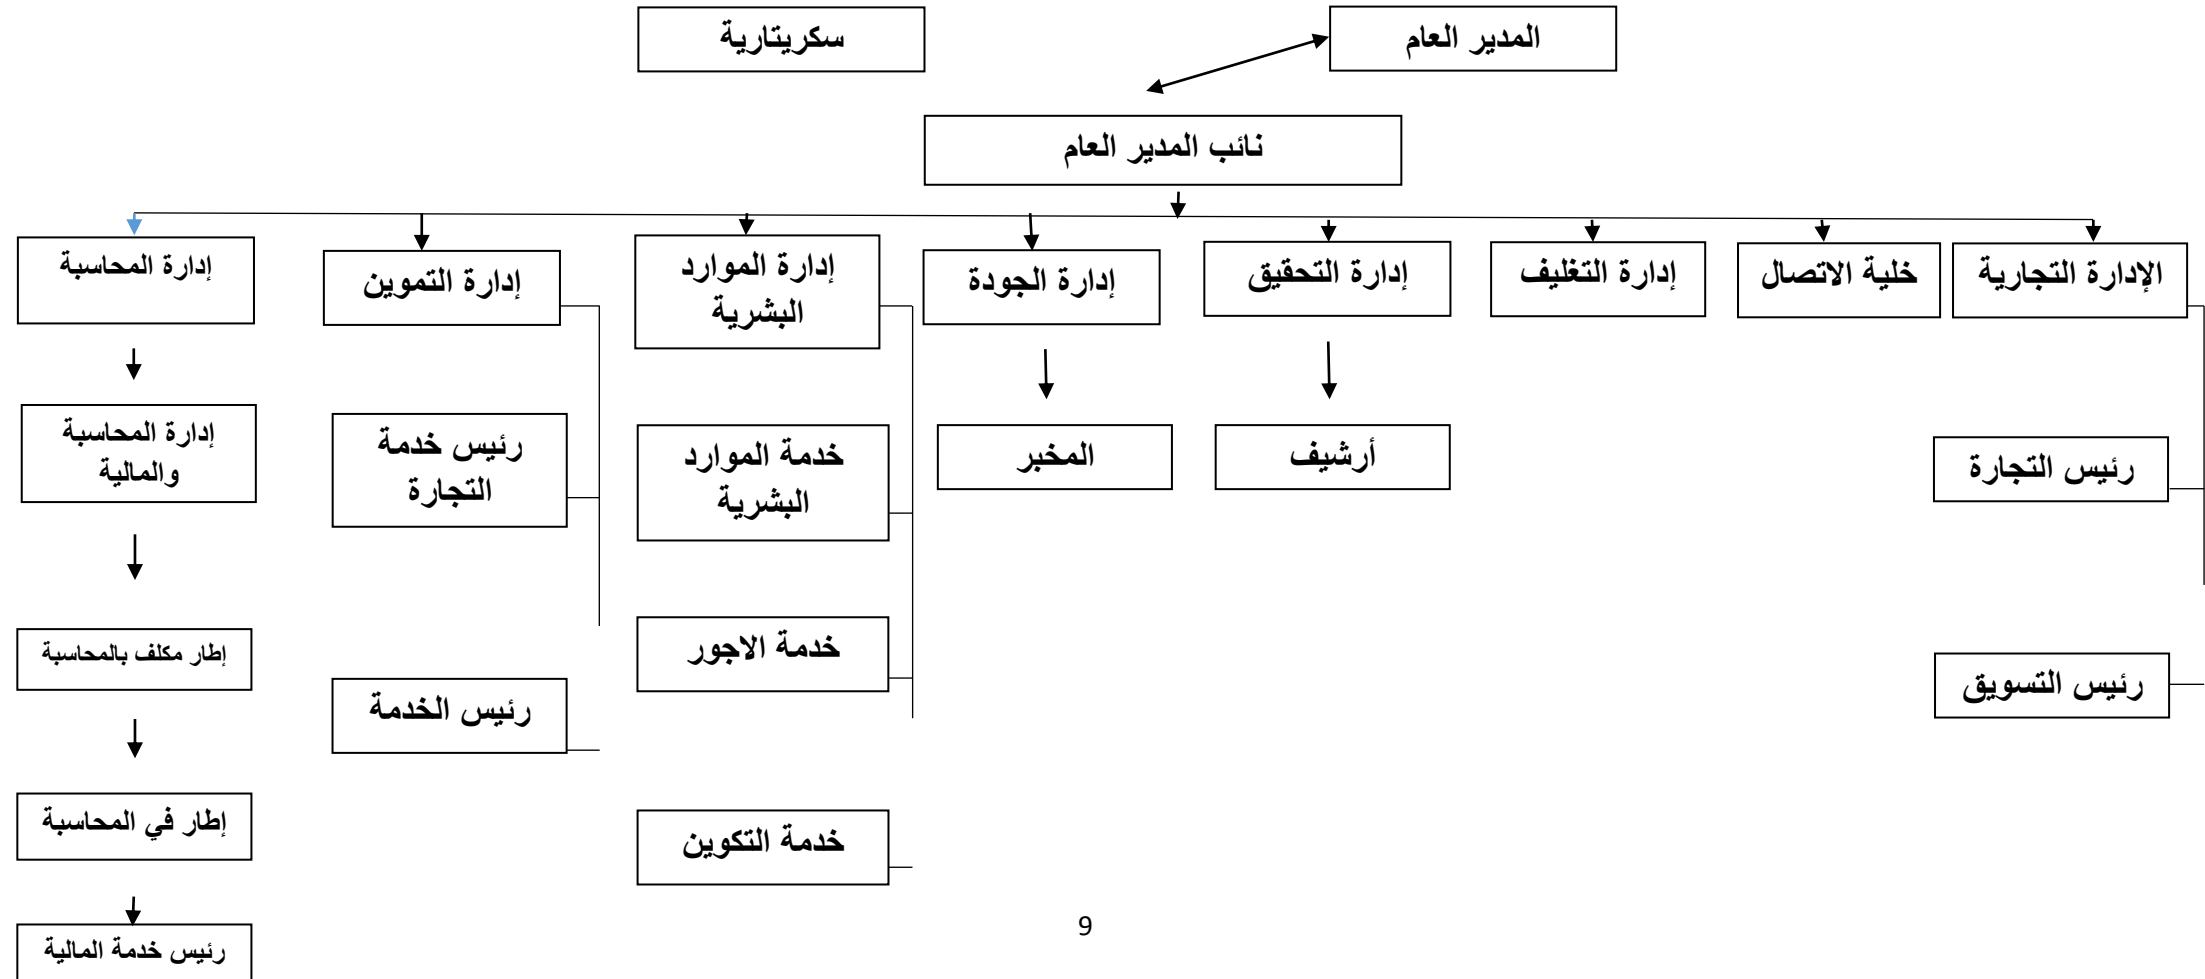 المدير العام
سكريتارية
نائب المدير العام
الإدارة التجارية
خلية الاتصال
إدارة التغليف
إدارة التحقيق
إدارة الجودة
إدارة الموارد
البشرية
إدارة التموين
إدارة المحاسبة
رئيس التجارة
أرشيف
المخبر
خدمة الموارد
البشرية
رئيس خدمة
التجارة
إدارة المحاسبة
والمالية
رئيس التسويق
خدمة الاجور
رئيس الخدمة
إطار مكلف بالمحاسبة
خدمة التكوين
إطار في المحاسبة
رئيس خدمة المالية
9